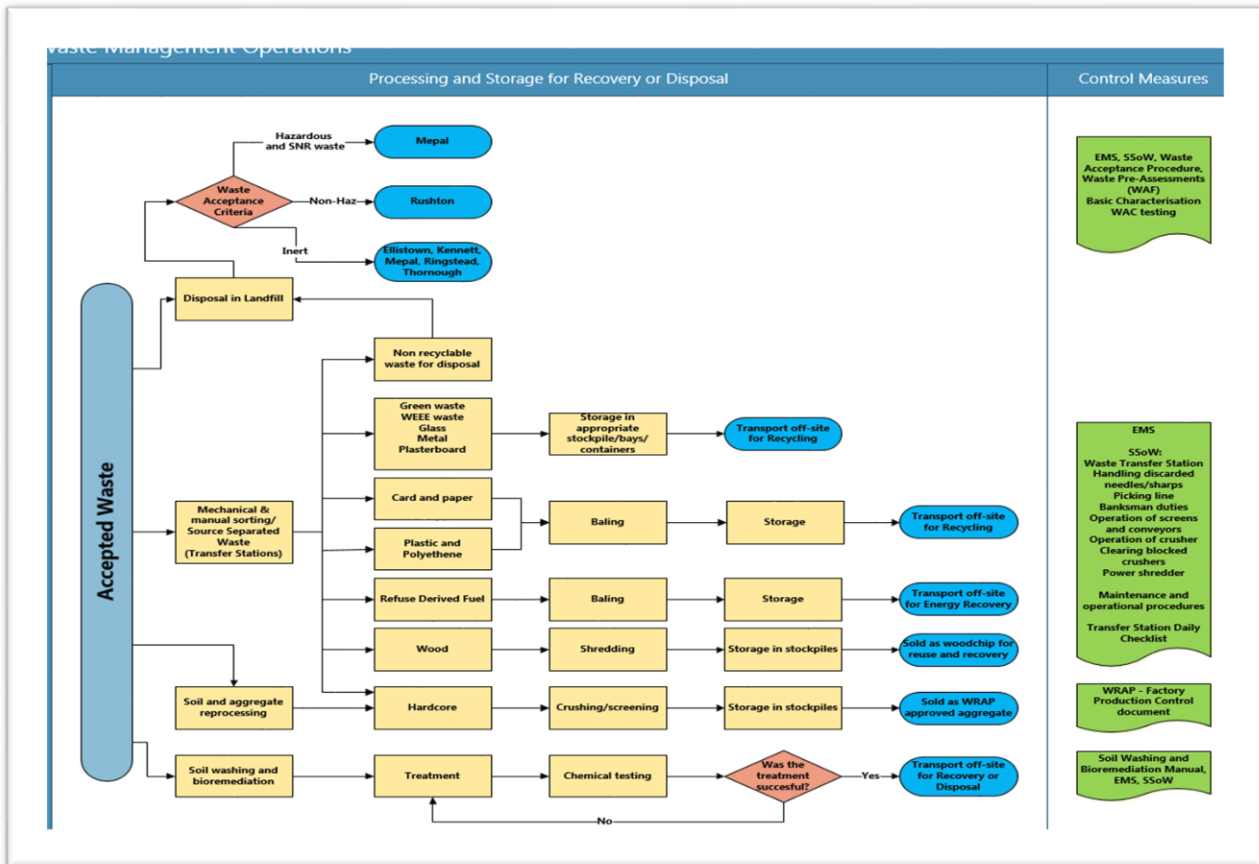 Waste Management Operations
Processing and Storage for Recovery or Disposal
Control Measures
Hazardous
and SNR waste
Mepal
Waste
Acceptance
Criteria
Non-Haz
Rushton
Inert
Ellistown, Kennett,
Mepal, Ringstead,
Thornough
EMS, SSoW, Waste
Acceptance Procedure,
Waste Pre-Assessments
(WAF)
Basic Characterisation
WAC testing
Disposal in Landfill
Accepted Waste
Non recyclable
waste for disposal
Green waste
WEEE waste
Glass
Metal
Plasterboard
Storage in
appropriate
stockpile/bays/
containers
Transport off-site
for Recycling
Mechanical &
manual sorting/
Source Separated
Waste
(Transfer Stations)
Card and paper
Plastic and
Polyethene
Baling
Storage
Transport off-site
for Recycling
Refuse Derived Fuel
Baling
Storage
Transport off-site
for Energy Recovery
Wood
Shredding
Storage in stockpiles
Sold as woodchip for
reuse and recovery
EMS
SSoW:
Waste Transfer Station
Handling discarded
needles/sharps
Picking line
Banksman duties
Operation of screens
and conveyors
Operation of crusher
Clearing blocked
crushers
Power shredder
Maintenance and
operational procedures
Transfer Station Daily
Checklist
Soil and aggregate
reprocessing
Hardcore
Crushing/screening
Storage in stockpiles
Sold as WRAP
approved aggregate
WRAP - Factory
Production Control
document
Soil washing and
bioremediation
Treatment
Chemical testing
Was the
treatment
succesful?
Yes
Transport off-site
for Recovery or
Disposal
No
Soil Washing and
Bioremediation Manual,
EMS, SSoW